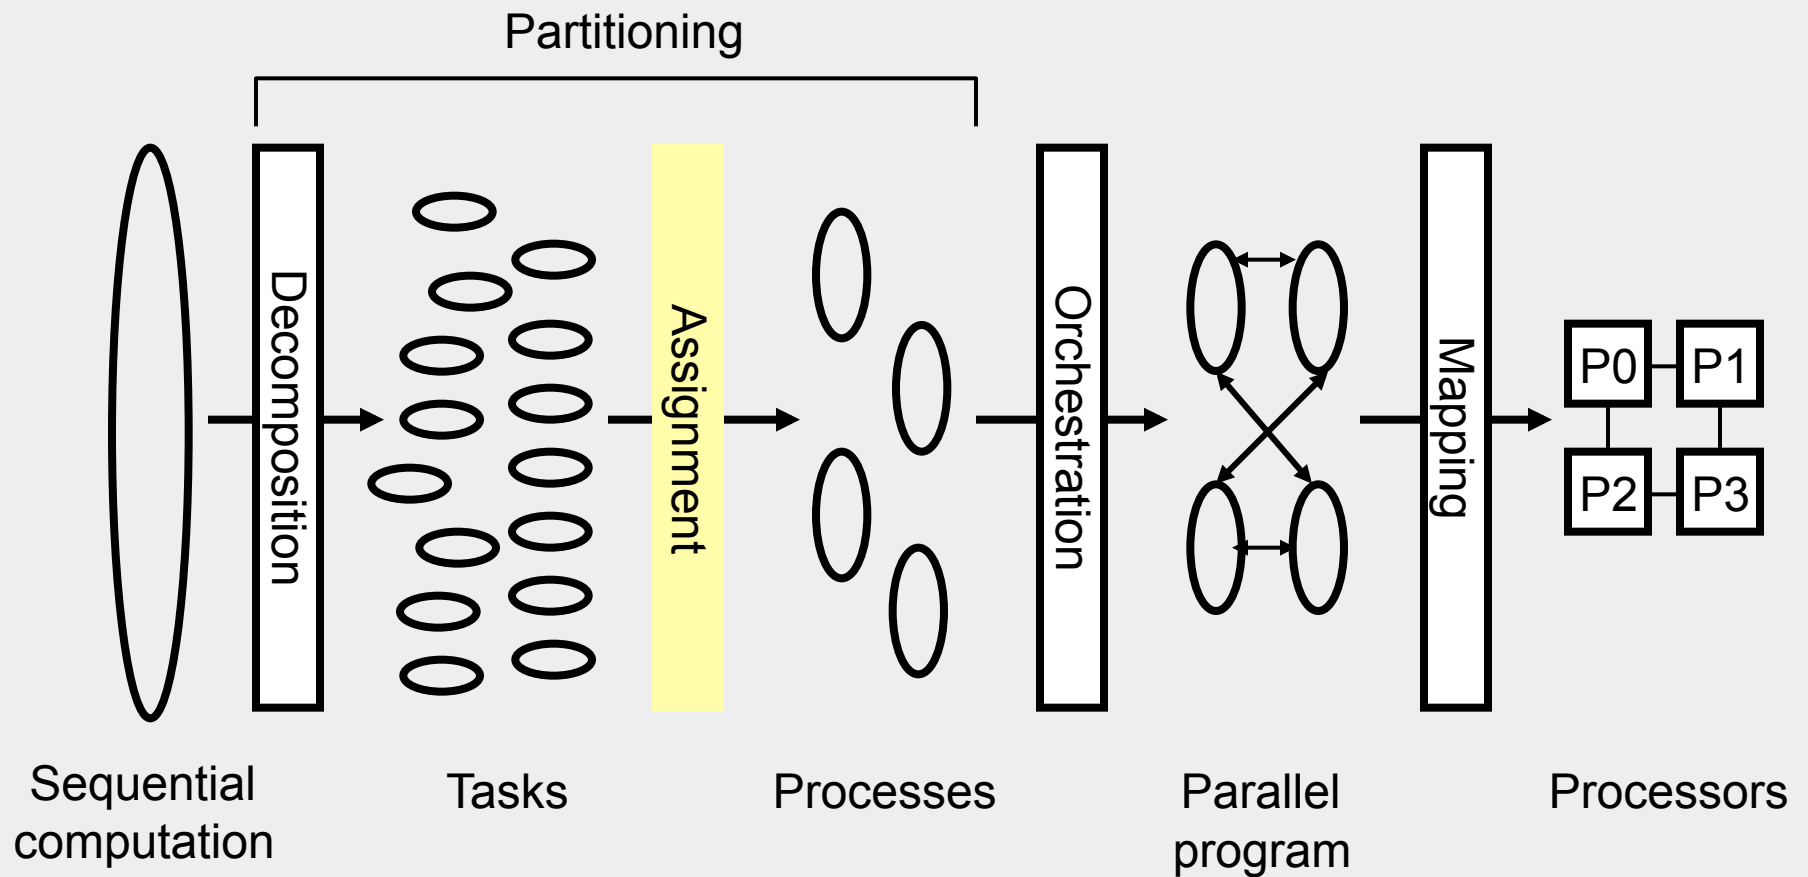 Partitioning
Decomposition
Assignment
Orchestration
Mapping
P0
P1
P2
P3
Sequential
computation
Tasks
Processes
Parallel
program
Processors